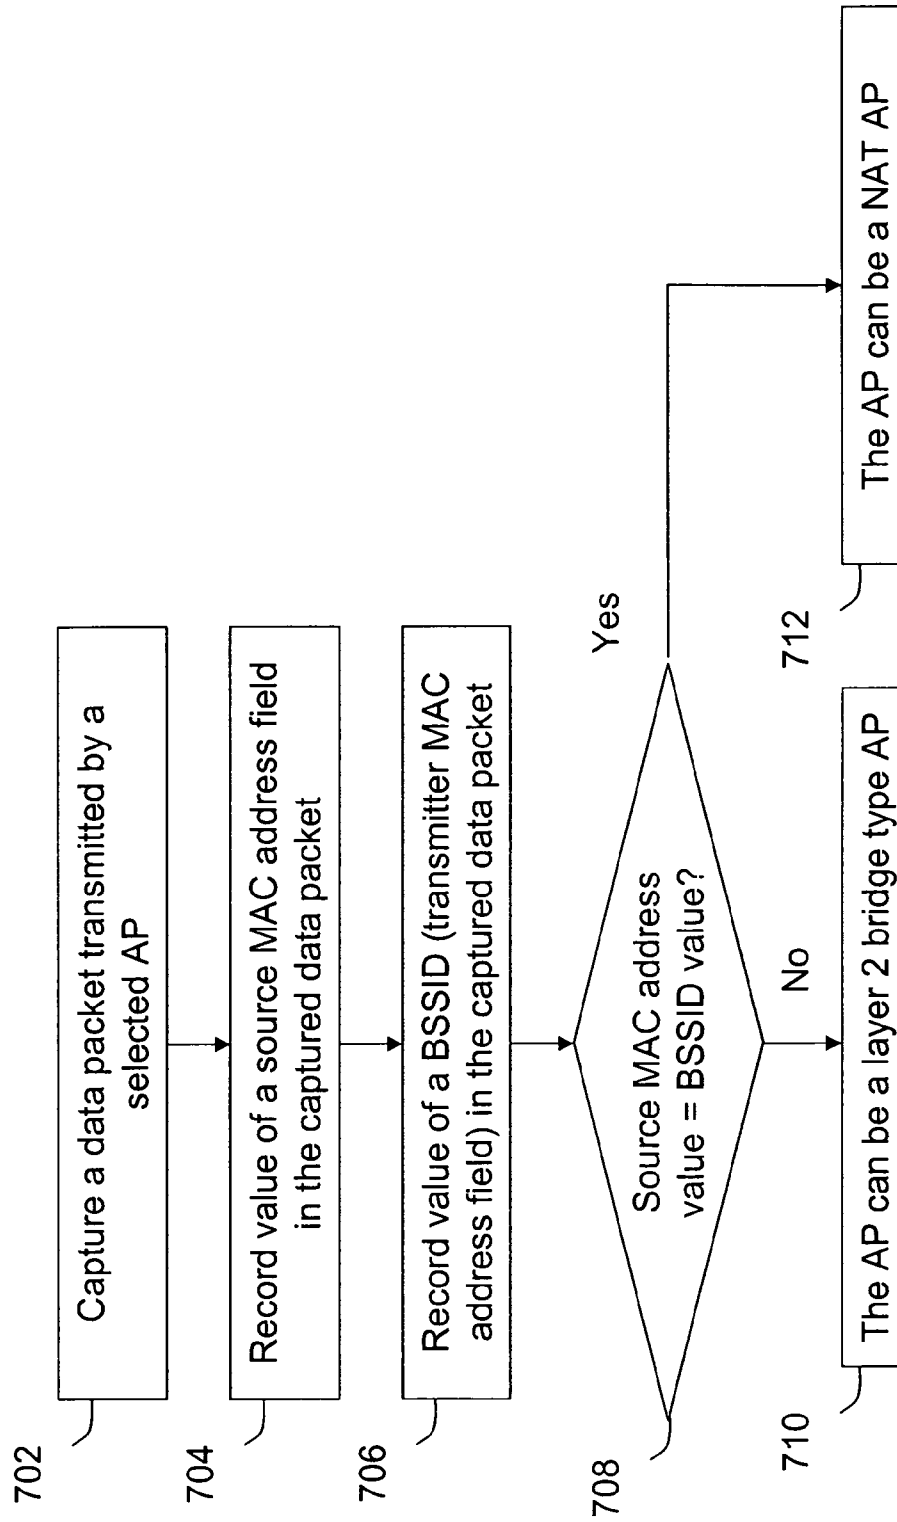 702
Capture a data packet transmitted by a
selected AP
704
Record value of a source MAC address field
in the captured data packet
706
Record value of a BSSID (transmitter MAC
address field) in the captured data packet
708
Source MAC address
value = BSSID value?
Yes
No
710
The AP can be a layer 2 bridge type AP
712
The AP can be a NAT AP